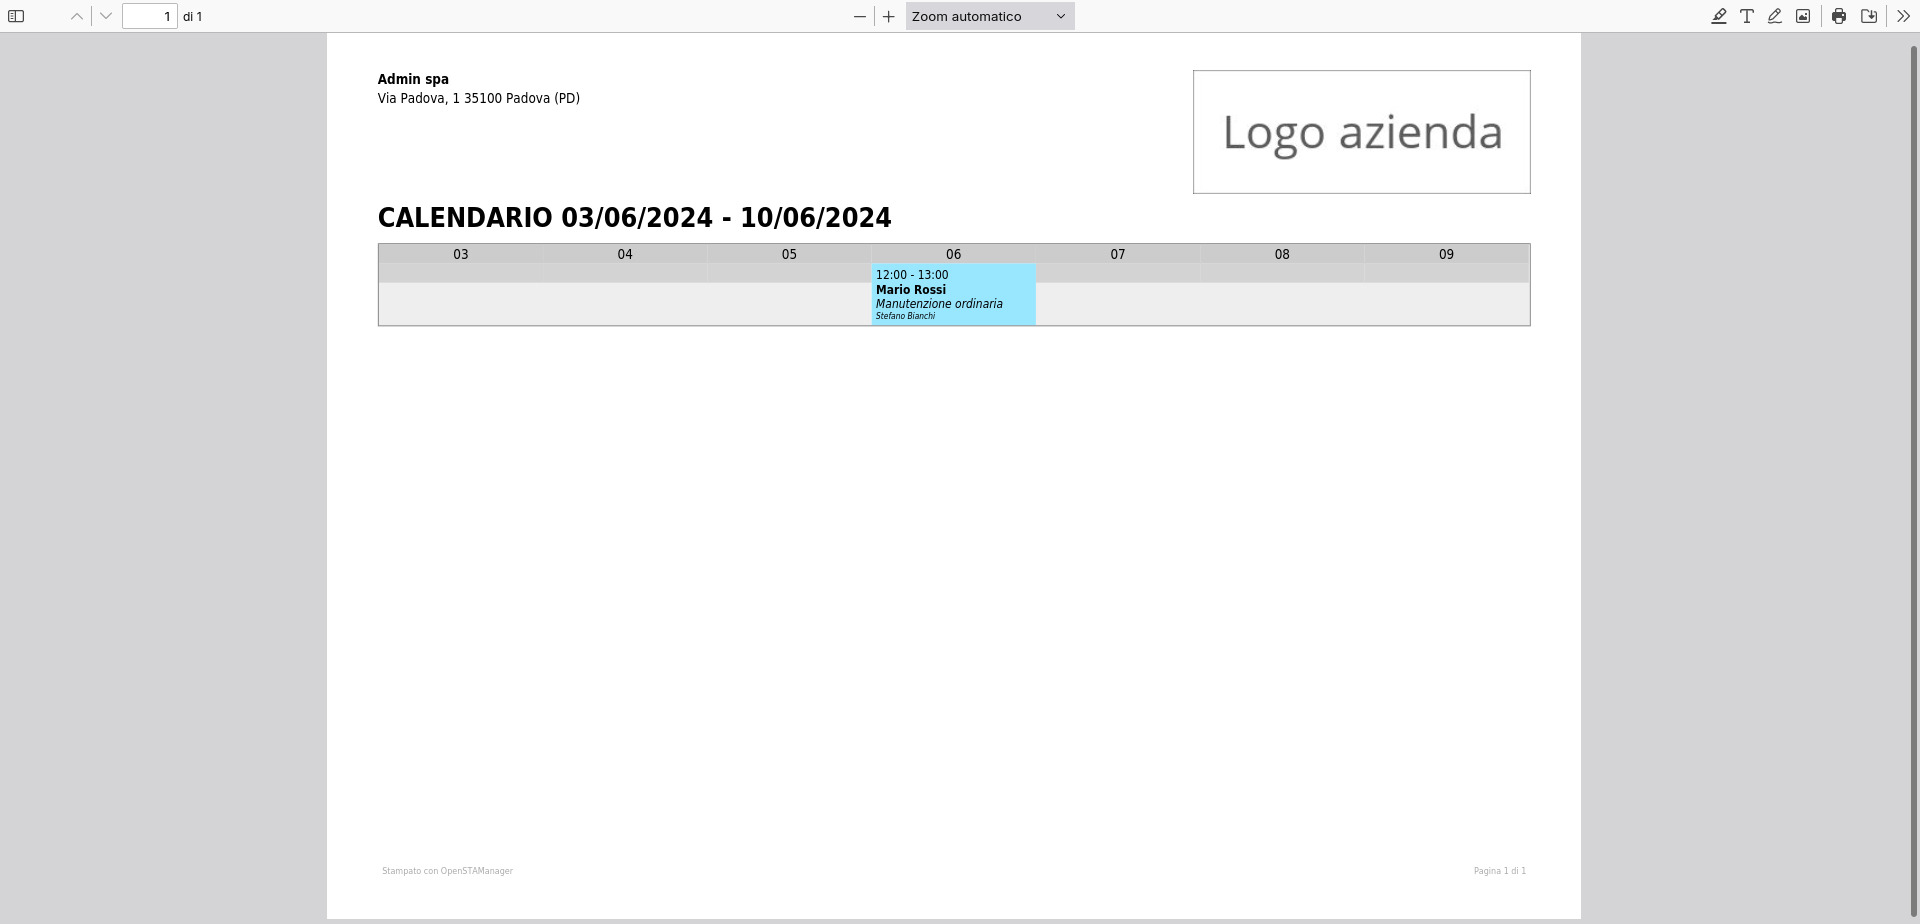 1 di 1
Zoom automatico
Admin spa
Via Padova, 1 35100 Padova (PD)
Logo azienda
CALENDARIO 03/06/2024 - 10/06/2024
03 04 05 06 07 08 09
12:00 - 13:00
Mario Rossi
Manutenzione ordinaria
Stefano Bianchi
Stampato con OpenSTAManager
Pagina 1 di 1